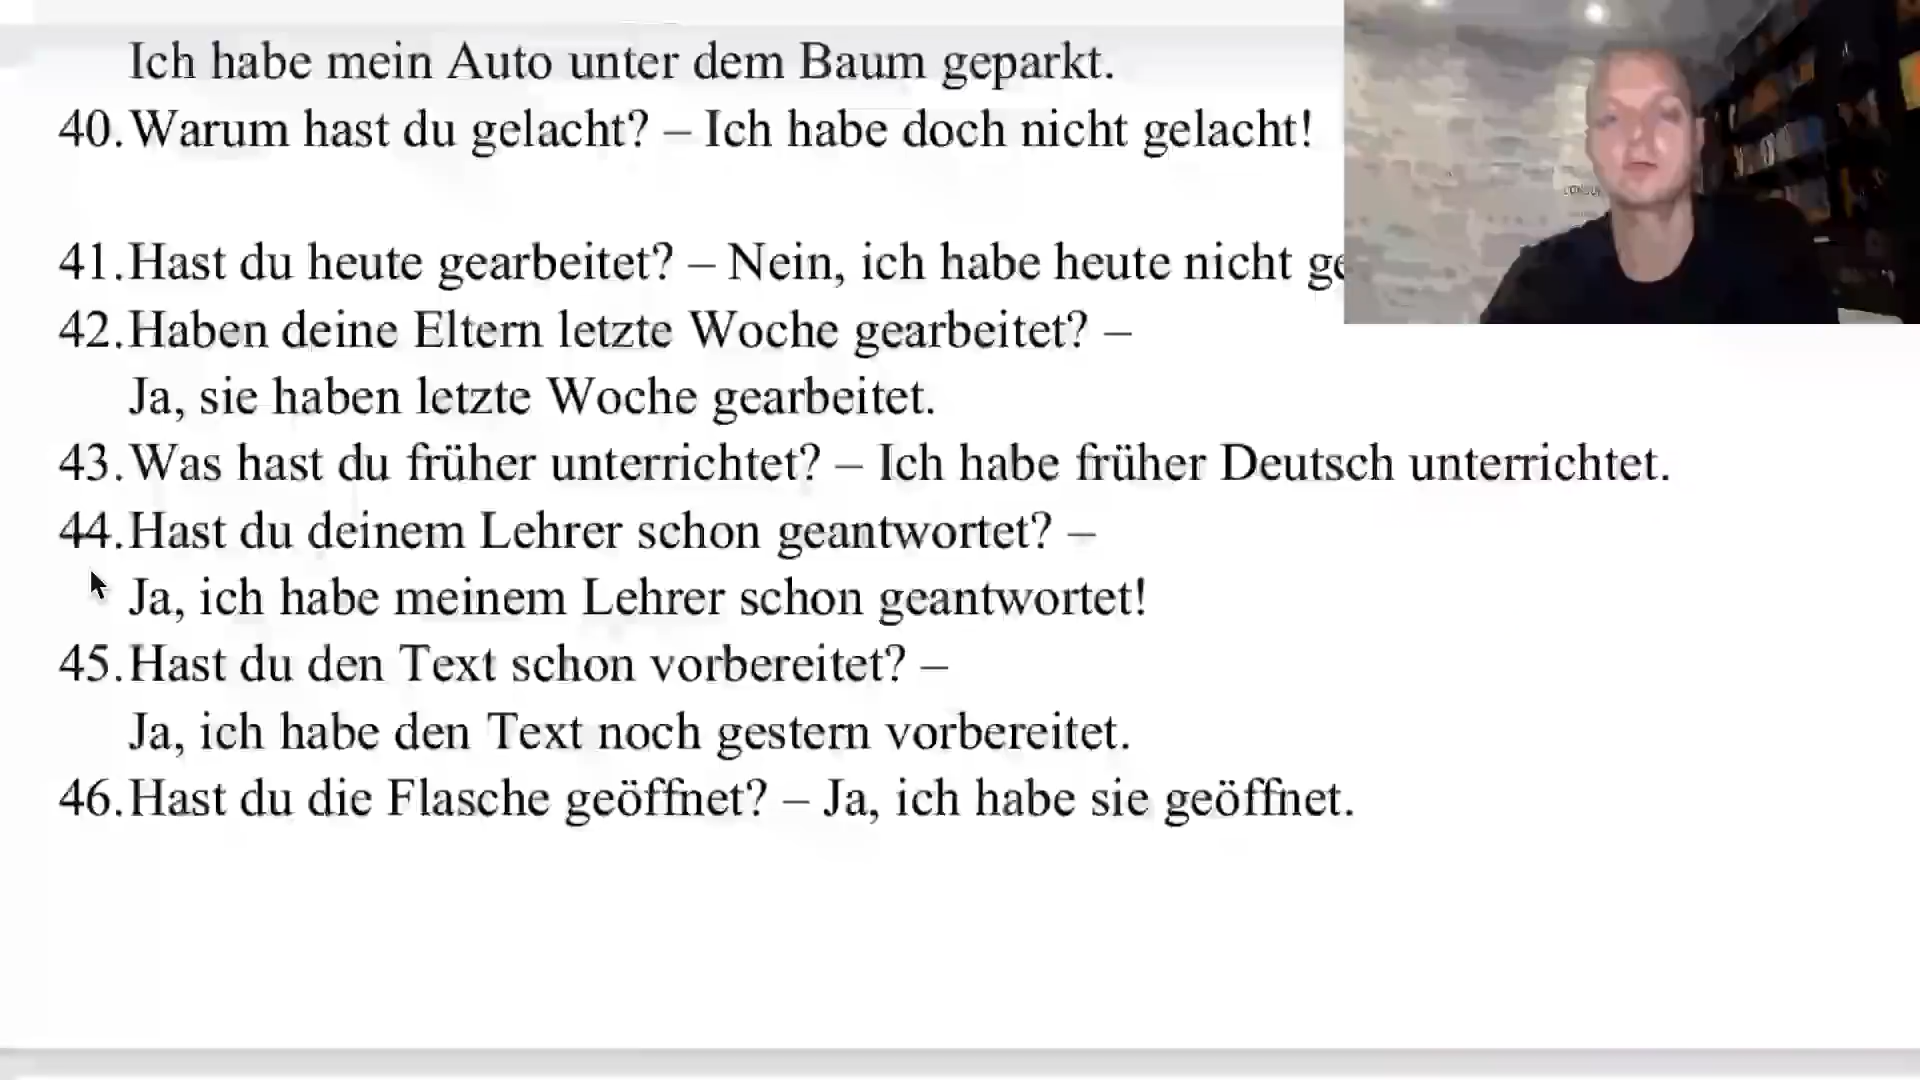 Ich habe mein Auto unter dem Baum geparkt.
40. Warum hast du gelacht? – Ich habe doch nicht gelacht!
41. Hast du heute gearbeitet? – Nein, ich habe heute nicht
42. Haben deine Eltern letzte Woche gearbeitet? –
Ja, sie haben letzte Woche gearbeitet.
43. Was hast du früher unterrichtet? – Ich habe früher Deutsch unterrichtet.
44. Hast du deinem Lehrer schon geantwortet? –
Ja, ich habe meinem Lehrer schon geantwortet!
45. Hast du den Text schon vorbereitet? –
Ja, ich habe den Text noch gestern vorbereitet.
46. Hast du die Flasche geöffnet? – Ja, ich habe sie geöffnet.